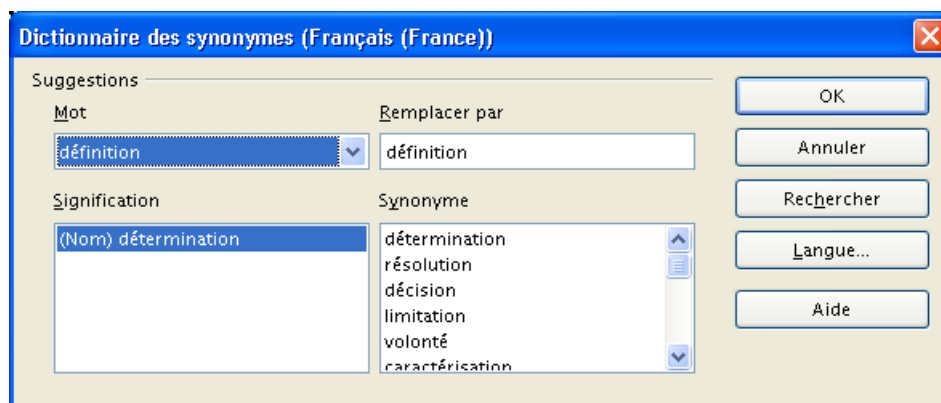 Dictionnaire des synonymes (Français (France))
Suggestions
Mot
Remplacer par
définition
définition
Signification
Synonyme
(Nom) détermination
détermination
résolution
décision
limitation
volonté
caractérisation
OK
Annuler
Rechercher
Langue...
Aide